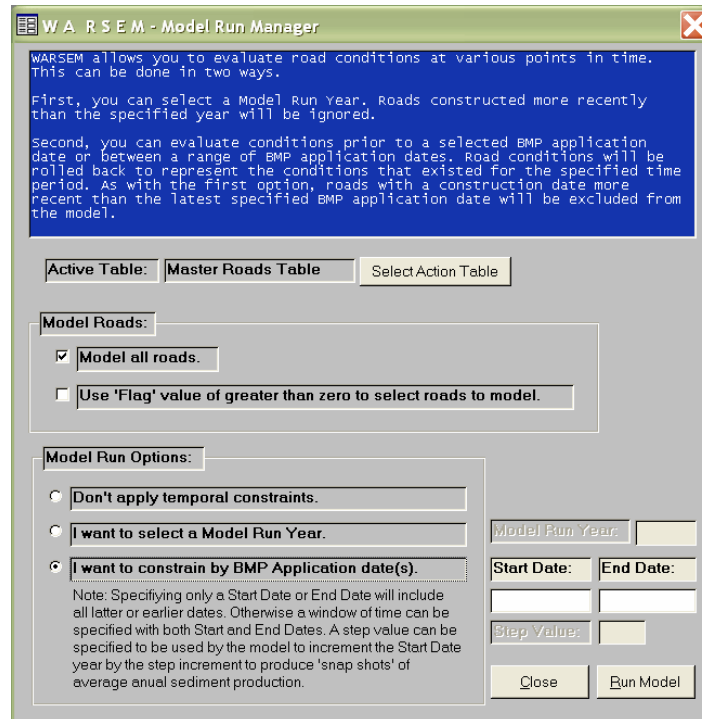 W A R S E M - Model Run Manager
WARSEM allows you to evaluate road conditions at various points in time.
This can be done in two ways.
First, you can select a Model Run Year. Roads constructed more recently
than the specified year will be ignored.
Second, you can evaluate conditions prior to a selected BMP application
date or between a range of BMP application dates. Road conditions will be
rolled back to represent the conditions that existed for the specified time
period. As with the first option, roads with a construction date more
recent than the latest specified BMP application date will be excluded from
the model.
Active Table: Master Roads Table Select Action Table
Model Roads:
Model all roads.
Use 'Flag' value of greater than zero to select roads to model.
Model Run Options:
Don't apply temporal constraints.
I want to select a Model Run Year.
I want to constrain by BMP Application date(s).
Note: Specifying only a Start Date or End Date will include
all latter or earlier dates. Otherwise a window of time can be
specified with both Start and End Dates. A step value can be
specified to be used by the model to increment the Start Date
year by the step increment to produce 'snap shots' of
average anual sediment production.
Model Run Year:
Start Date: End Date:
Step Value:
Close Run Model